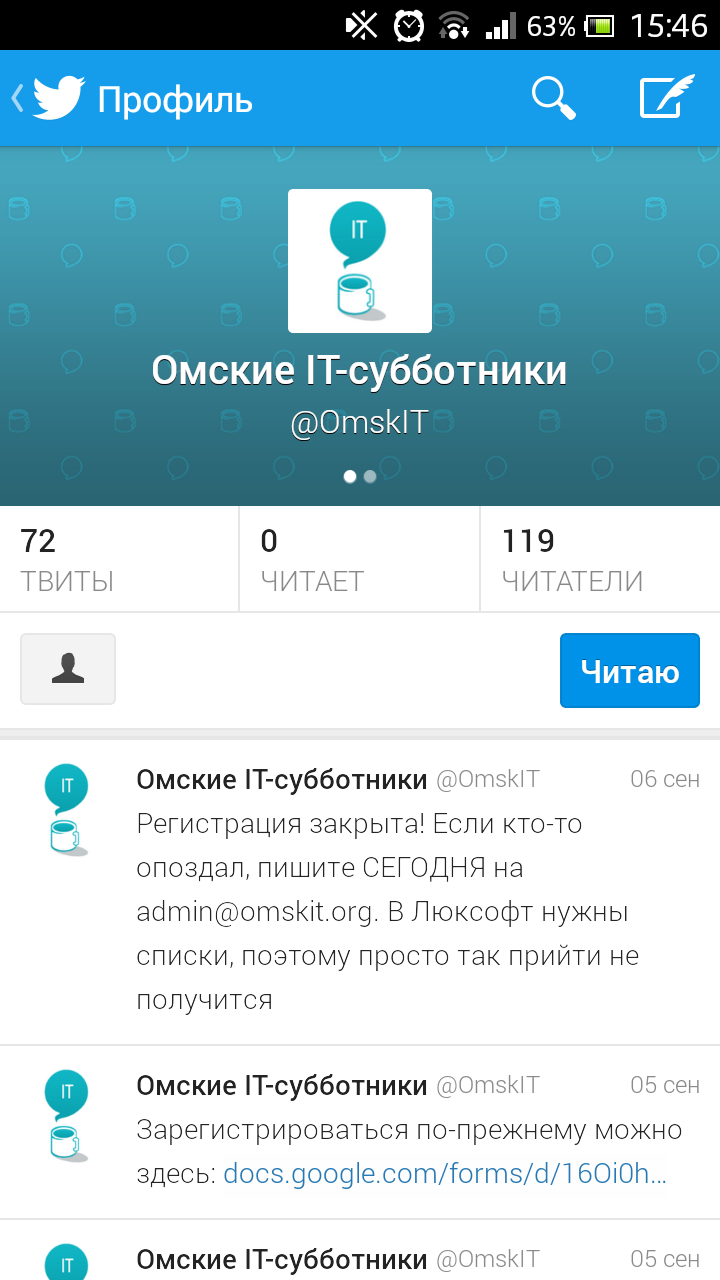 63% 15:46
Профиль
IT
Омские IT-субботники
@OmskIT
72 0 119
ТВИТЫ ЧИТАЕТ ЧИТАТЕЛИ
Читаю
IT
Омские IT-субботники @OmskIT 06 сен
Регистрация закрыта! Если кто-то
опоздал, пишите СЕГОДНЯ на
admin@omskit.org. В Люксофт нужны
списки, поэтому просто так прийти не
получится
IT
Омские IT-субботники @OmskIT 05 сен
Зарегистрироваться по-прежнему можно
здесь: docs.google.com/forms/d/16Oi0h...
IT
Омские IT-субботники @OmskIT 05 сен